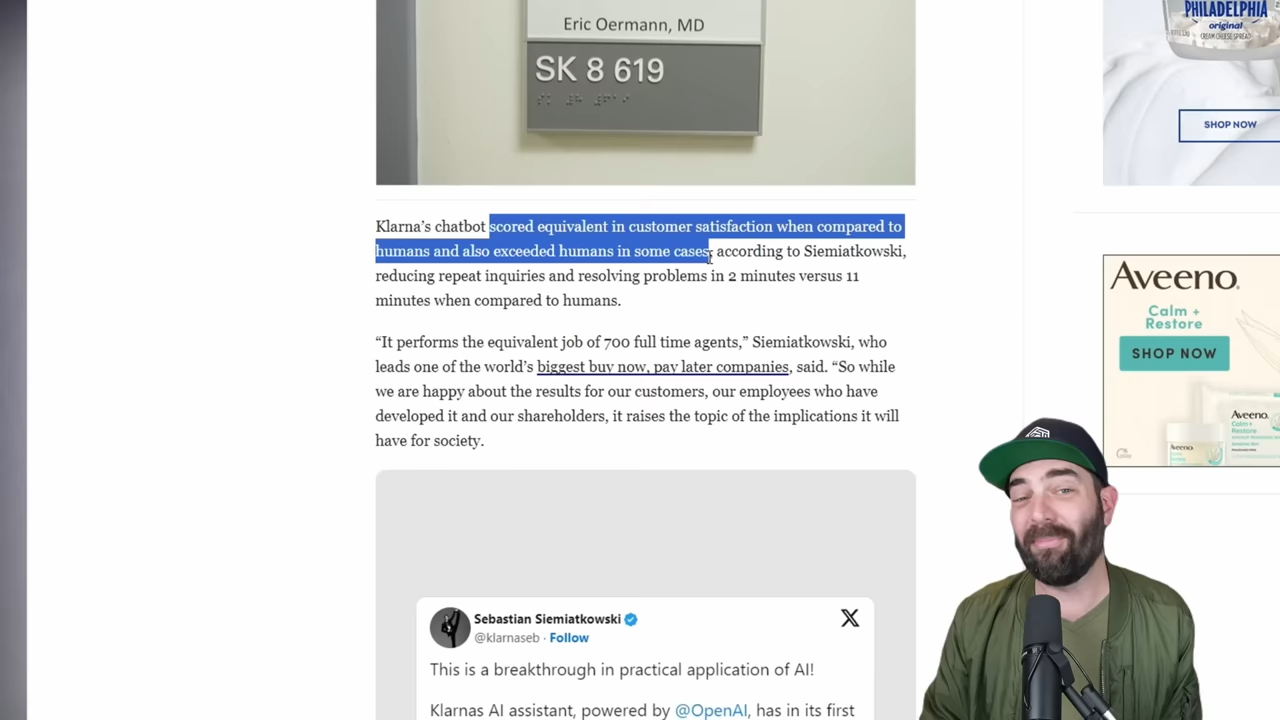 Eric Oermann, MD
SK 8 619
PHILADELPHIA
original
CREAM CHEESE SPREAD
SHOP NOW
Klarna’s chatbot scored equivalent in customer satisfaction when compared to
humans and also exceeded humans in some cases, according to Siemiatkowski,
reducing repeat inquiries and resolving problems in 2 minutes versus 11
minutes when compared to humans.
“It performs the equivalent job of 700 full time agents,” Siemiatkowski, who
leads one of the world’s biggest buy now, pay later companies, said. “So while
we are happy about the results for our customers, our employees who have
developed it and our shareholders, it raises the topic of the implications it will
have for society.
Aveeno
Calm +
Restore
SHOP NOW
Aveeno
Calm +
Restore
Sebastian Siemiatkowski
@klarnaseb · Follow
This is a breakthrough in practical application of AI!
Klarnas AI assistant, powered by @OpenAI, has in its first